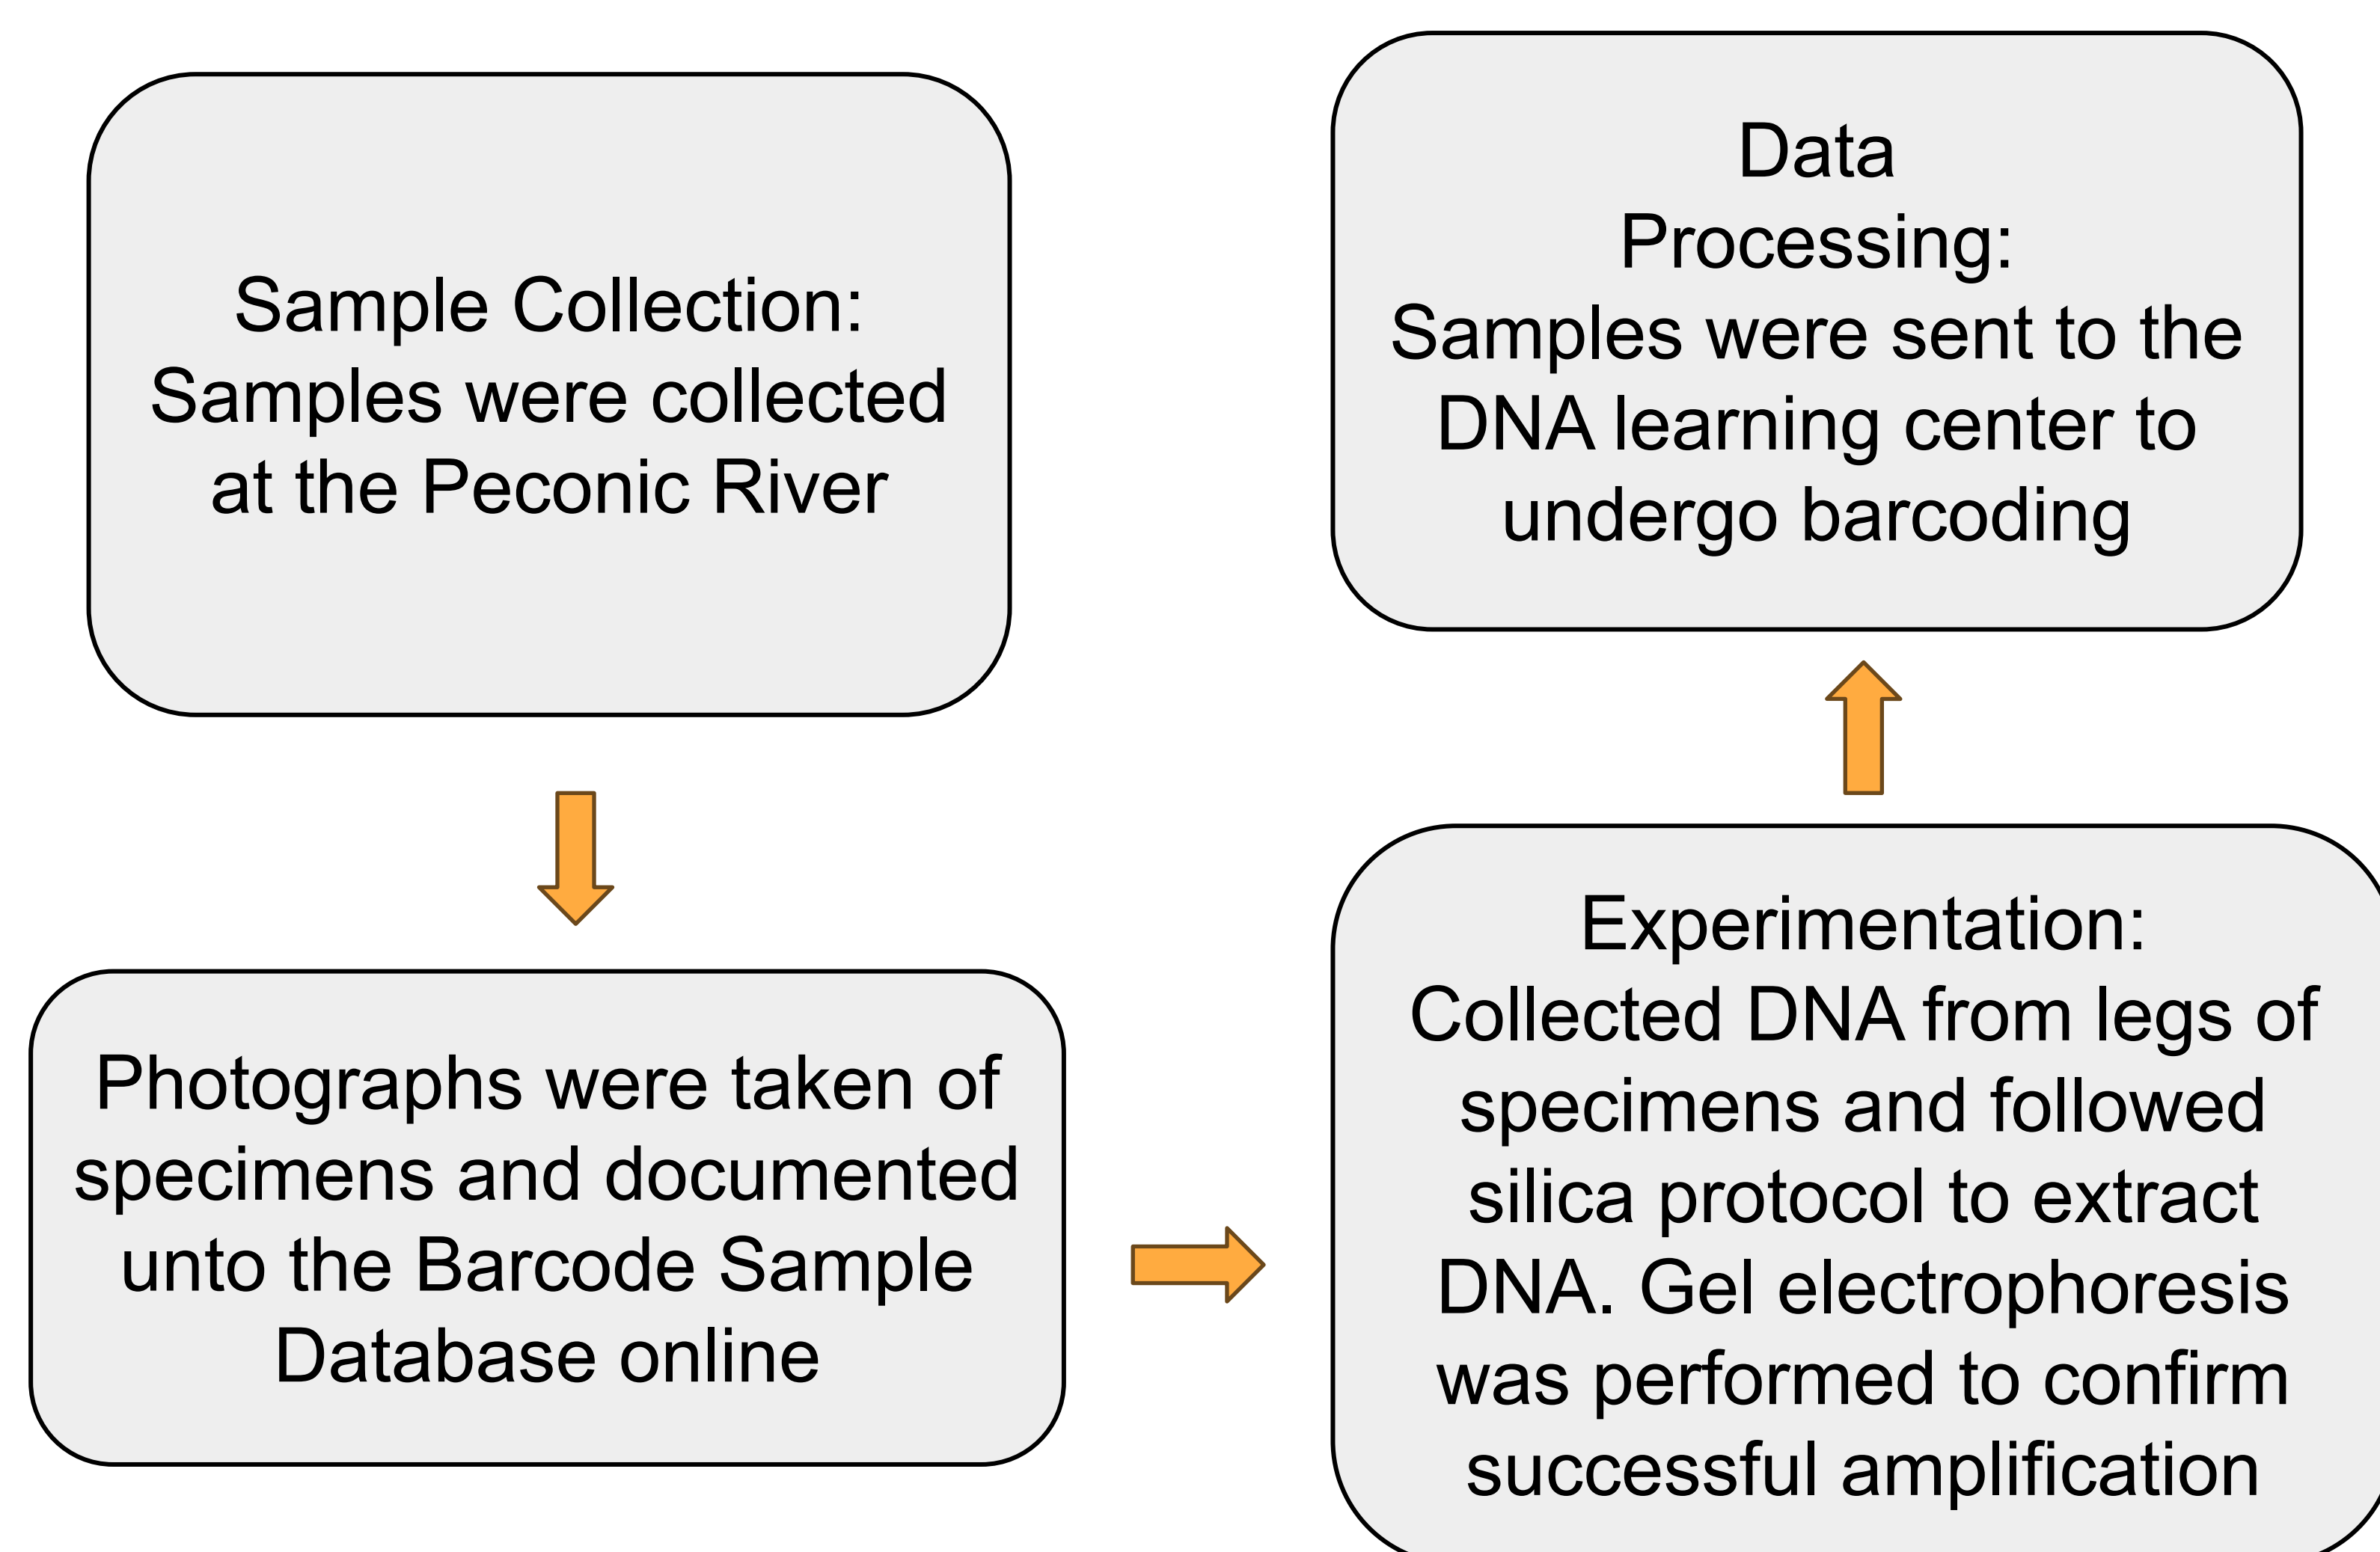 Sample Collection:
Samples were collected
at the Peconic River
Photographs were taken of
specimens and documented
unto the Barcode Sample
Database online
Experimentation:
Collected DNA from legs of
specimens and followed
silica protocol to extract
DNA. Gel electrophoresis
was performed to confirm
successful amplification
Data
Processing:
Samples were sent to the
DNA learning center to
undergo barcoding